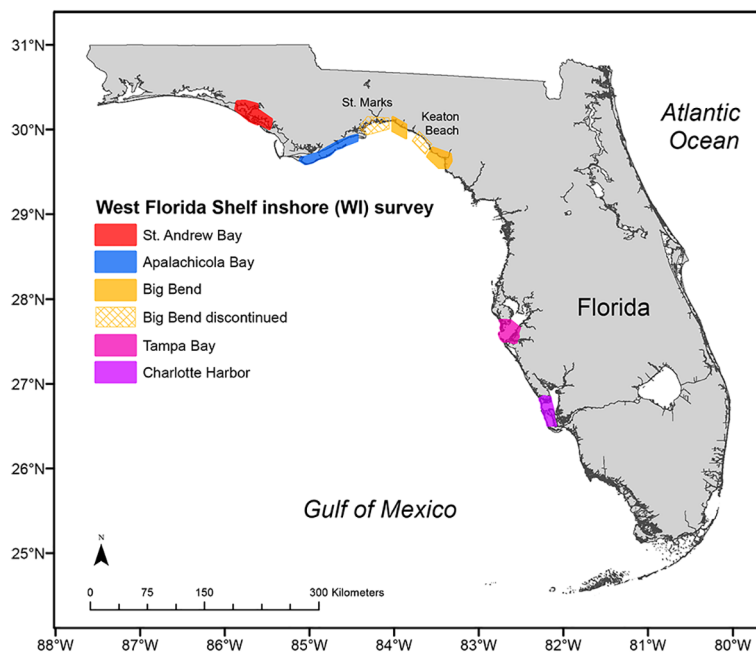 31°N
30°N
29°N
28°N
27°N
26°N
25°N
St. Marks
Keaton
Beach
Atlantic
Ocean
West Florida Shelf inshore (WI) survey
St. Andrew Bay
Apalachicola Bay
Big Bend
Big Bend discontinued
Tampa Bay
Charlotte Harbor
Florida
Gulf of Mexico
N
0 75 150 300 Kilometers
88°W 87°W 86°W 85°W 84°W 83°W 82°W 81°W 80°W